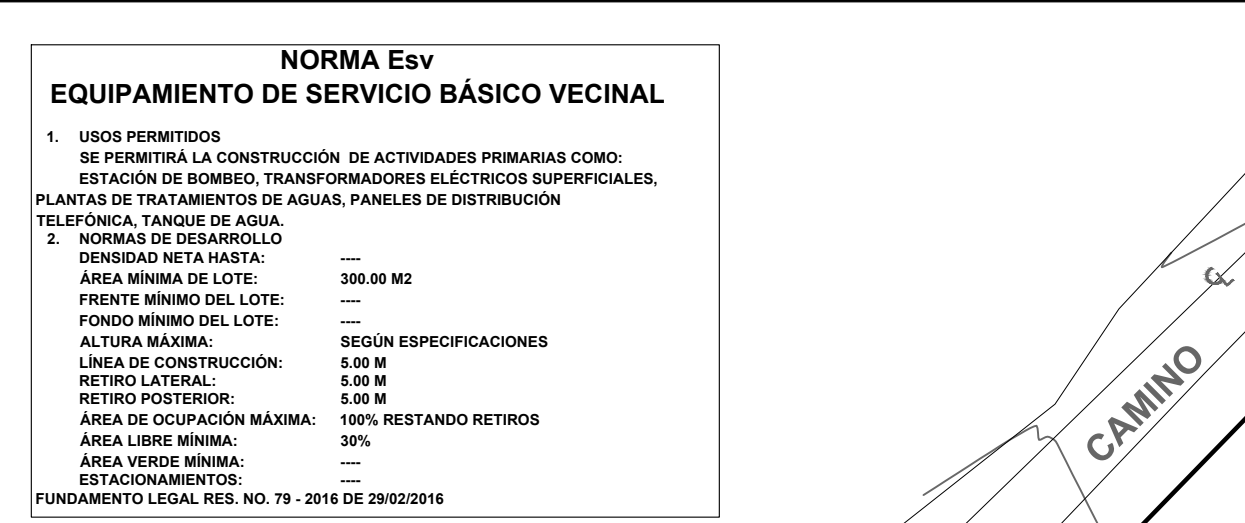 NORMA Esv
EQUIPAMIENTO DE SERVICIO BÁSICO VECINAL
1. USOS PERMITIDOS
SE PERMITIRÁ LA CONSTRUCCIÓN DE ACTIVIDADES PRIMARIAS COMO:
ESTACIÓN DE BOMBEO, TRANSFORMADORES ELÉCTRICOS SUPERFICIALES,
PLANTAS DE TRATAMIENTOS DE AGUAS, PANELES DE DISTRIBUCIÓN
TELEFÓNICA, TANQUE DE AGUA.
2. NORMAS DE DESARROLLO
DENSIDAD NETA HASTA: ----
ÁREA MÍNIMA DE LOTE: 300.00 M2
FRENTE MÍNIMO DEL LOTE: ----
FONDO MÍNIMO DEL LOTE: ----
ALTURA MÁXIMA: SEGÚN ESPECIFICACIONES
LÍNEA DE CONSTRUCCIÓN: 5.00 M
RETIRO LATERAL: 5.00 M
RETIRO POSTERIOR: 5.00 M
ÁREA DE OCUPACIÓN MÁXIMA: 100% RESTANDO RETIROS
ÁREA LIBRE MÍNIMA: 30%
ÁREA VERDE MÍNIMA: ----
ESTACIONAMIENTOS: ----
FUNDAMENTO LEGAL RES. NO. 79 - 2016 DE 29/02/2016
℄
CAMINO